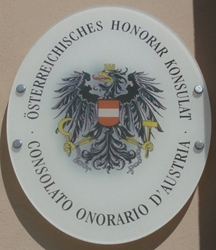 · ÖSTERREICHISCHES HONORAR KONSULAT ·
CONSOLATO ONORARIO D'AUSTRIA